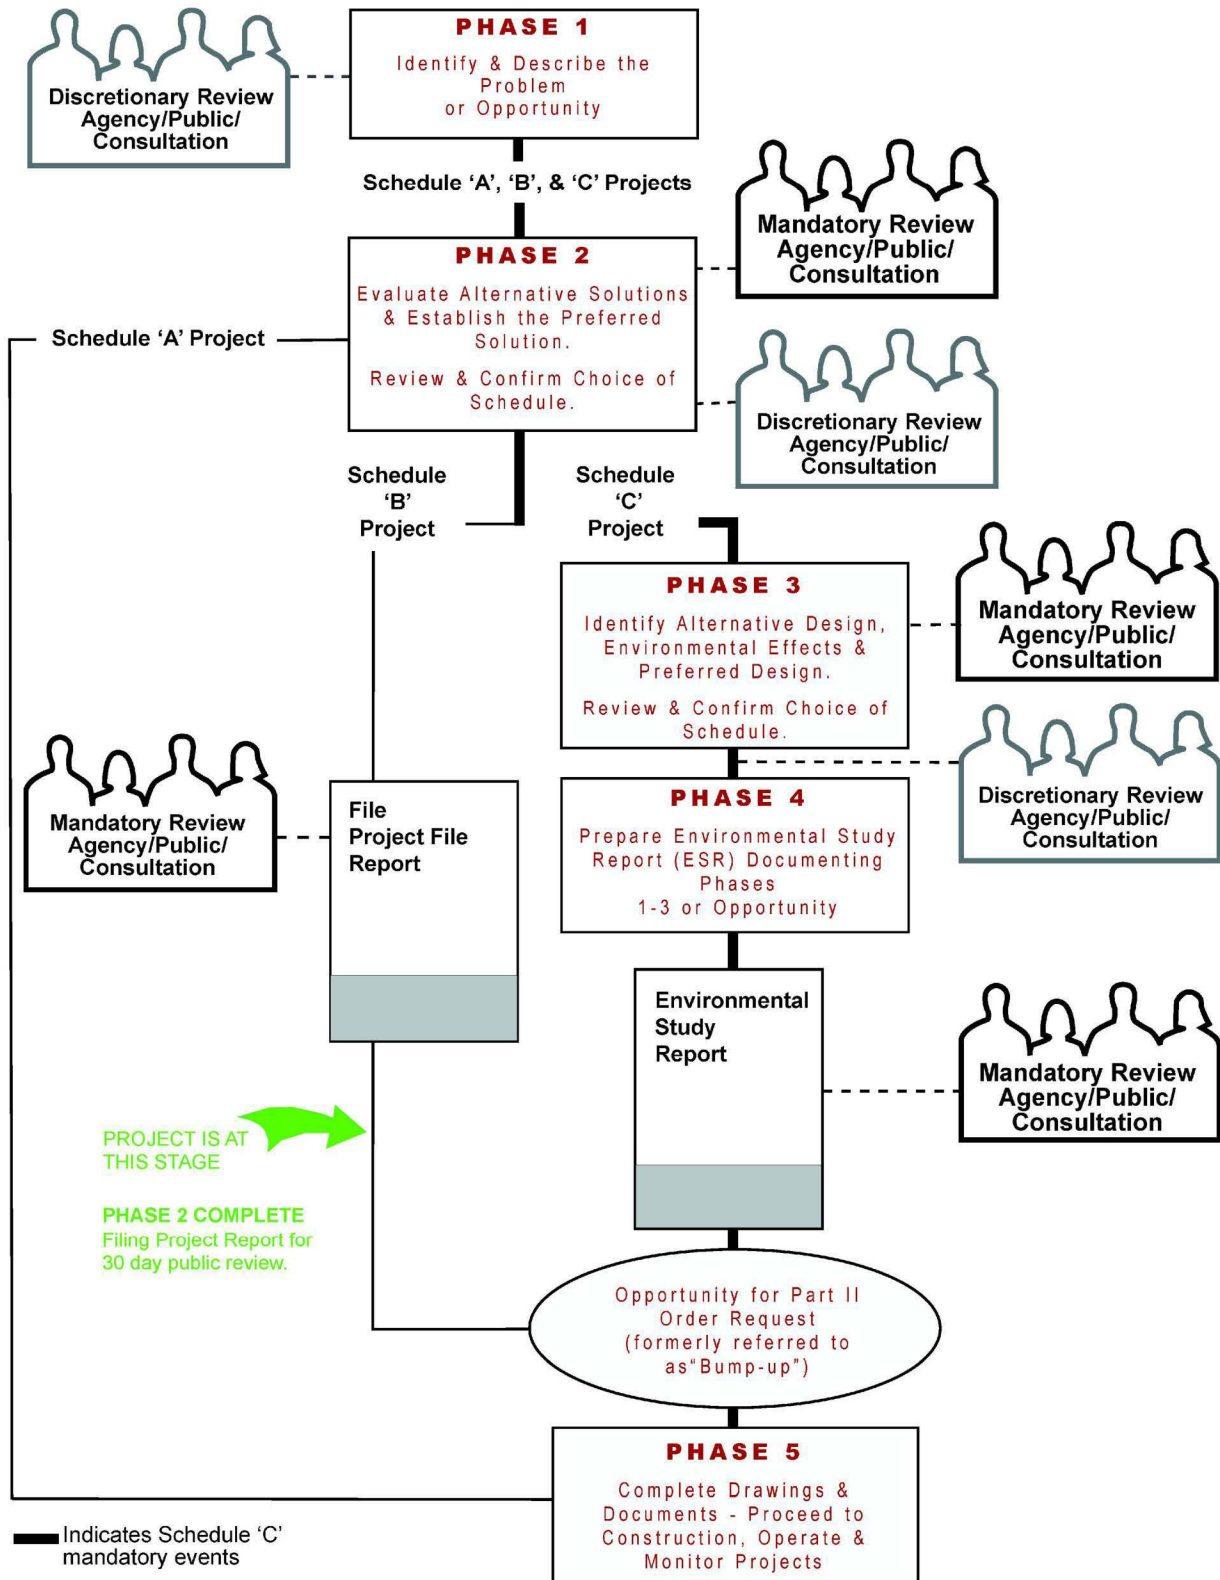 PHASE 1
Identify & Describe the
Problem
or Opportunity
Discretionary Review
Agency/Public/
Consultation
Schedule ‘A’, ‘B’, & ‘C’ Projects
Mandatory Review
Agency/Public/
Consultation
PHASE 2
Evaluate Alternative Solutions
& Establish the Preferred
Solution.
Review & Confirm Choice of
Schedule.
Schedule ‘A’ Project
Discretionary Review
Agency/Public/
Consultation
Schedule
‘B’
Project
Schedule
‘C’
Project
PHASE 3
Identify Alternative Design,
Environmental Effects &
Preferred Design.
Review & Confirm Choice of
Schedule.
Mandatory Review
Agency/Public/
Consultation
Discretionary Review
Agency/Public/
Consultation
Mandatory Review
Agency/Public/
Consultation
File
Project File
Report
PHASE 4
Prepare Environmental Study
Report (ESR) Documenting
Phases
1-3 or Opportunity
Environmental
Study
Report
Mandatory Review
Agency/Public/
Consultation
PROJECT IS AT
THIS STAGE
PHASE 2 COMPLETE
Filing Project Report for
30 day public review.
Opportunity for Part II
Order Request
(formerly referred to
as“Bump-up”)
PHASE 5
Complete Drawings &
Documents - Proceed to
Construction, Operate &
Monitor Projects
Indicates Schedule ‘C’
mandatory events